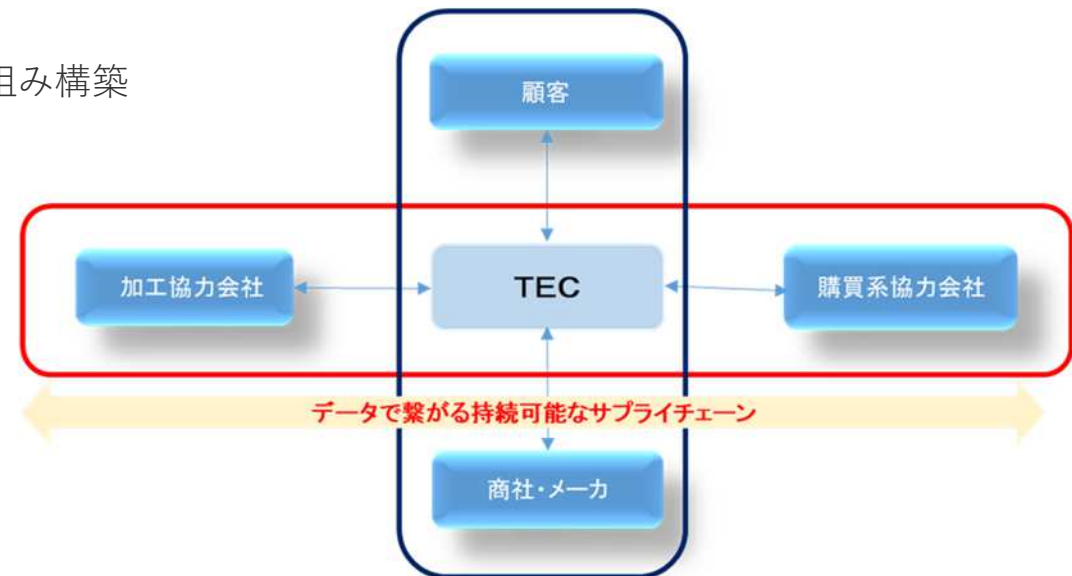 組み構築
顧客
加工協力会社
TEC
購買系協力会社
データで繋がる持続可能なサプライチェーン
商社・メーカ